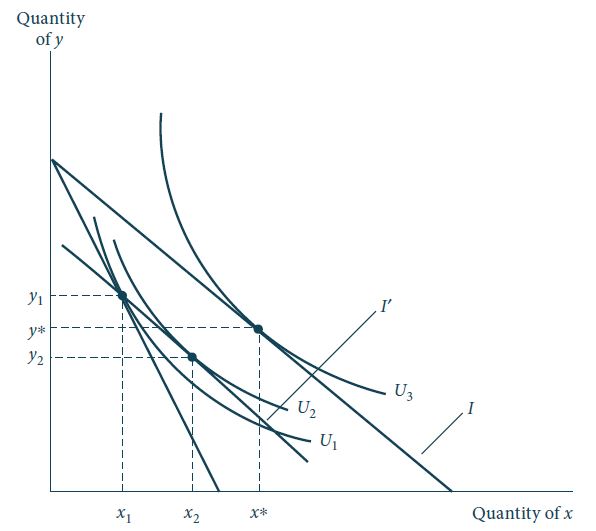 Quantity
of y
y₁
y*
y₂
I′
U₃
I
U₂
U₁
x₁
x₂
x*
Quantity of x